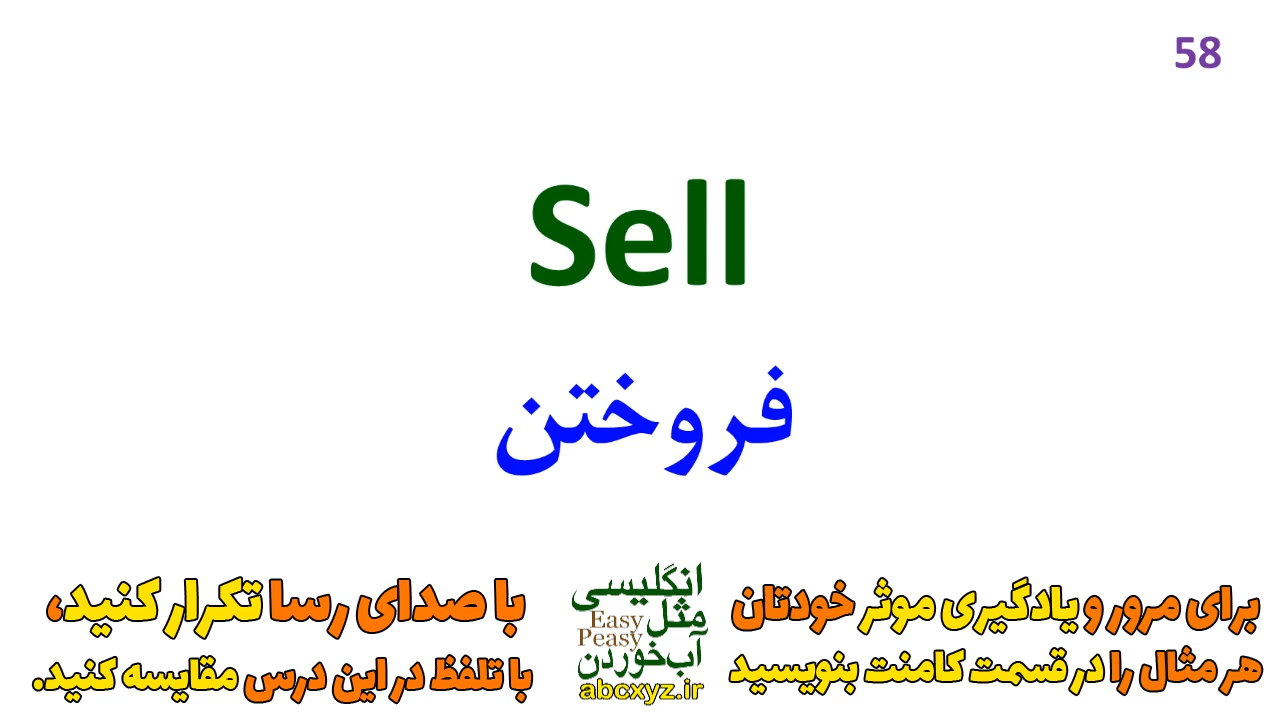 58
Sell
فروختن
برای مرور و یادگیری موثر خودتان
هر مثال را در قسمت کامنت بنویسید
انگلیسی
مثل
Easy
Peasy
آب‌خوردن
abcxyz.ir
با صدای رسا تکرار کنید،
با تلفظ در این درس مقایسه کنید.